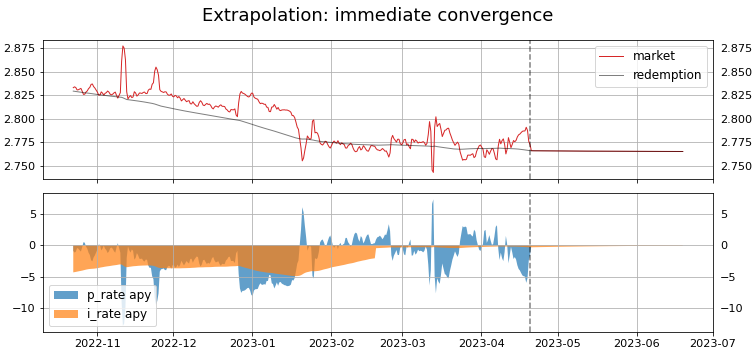 Extrapolation: immediate convergence
2.875 2.875
2.850 2.850
2.825 2.825
2.800 2.800
2.775 2.775
2.750 2.750
market
redemption
5 5
0 0
−5 −5
−10 −10
p_rate apy
i_rate apy
2022-11 2022-12 2023-01 2023-02 2023-03 2023-04 2023-05 2023-06 2023-07